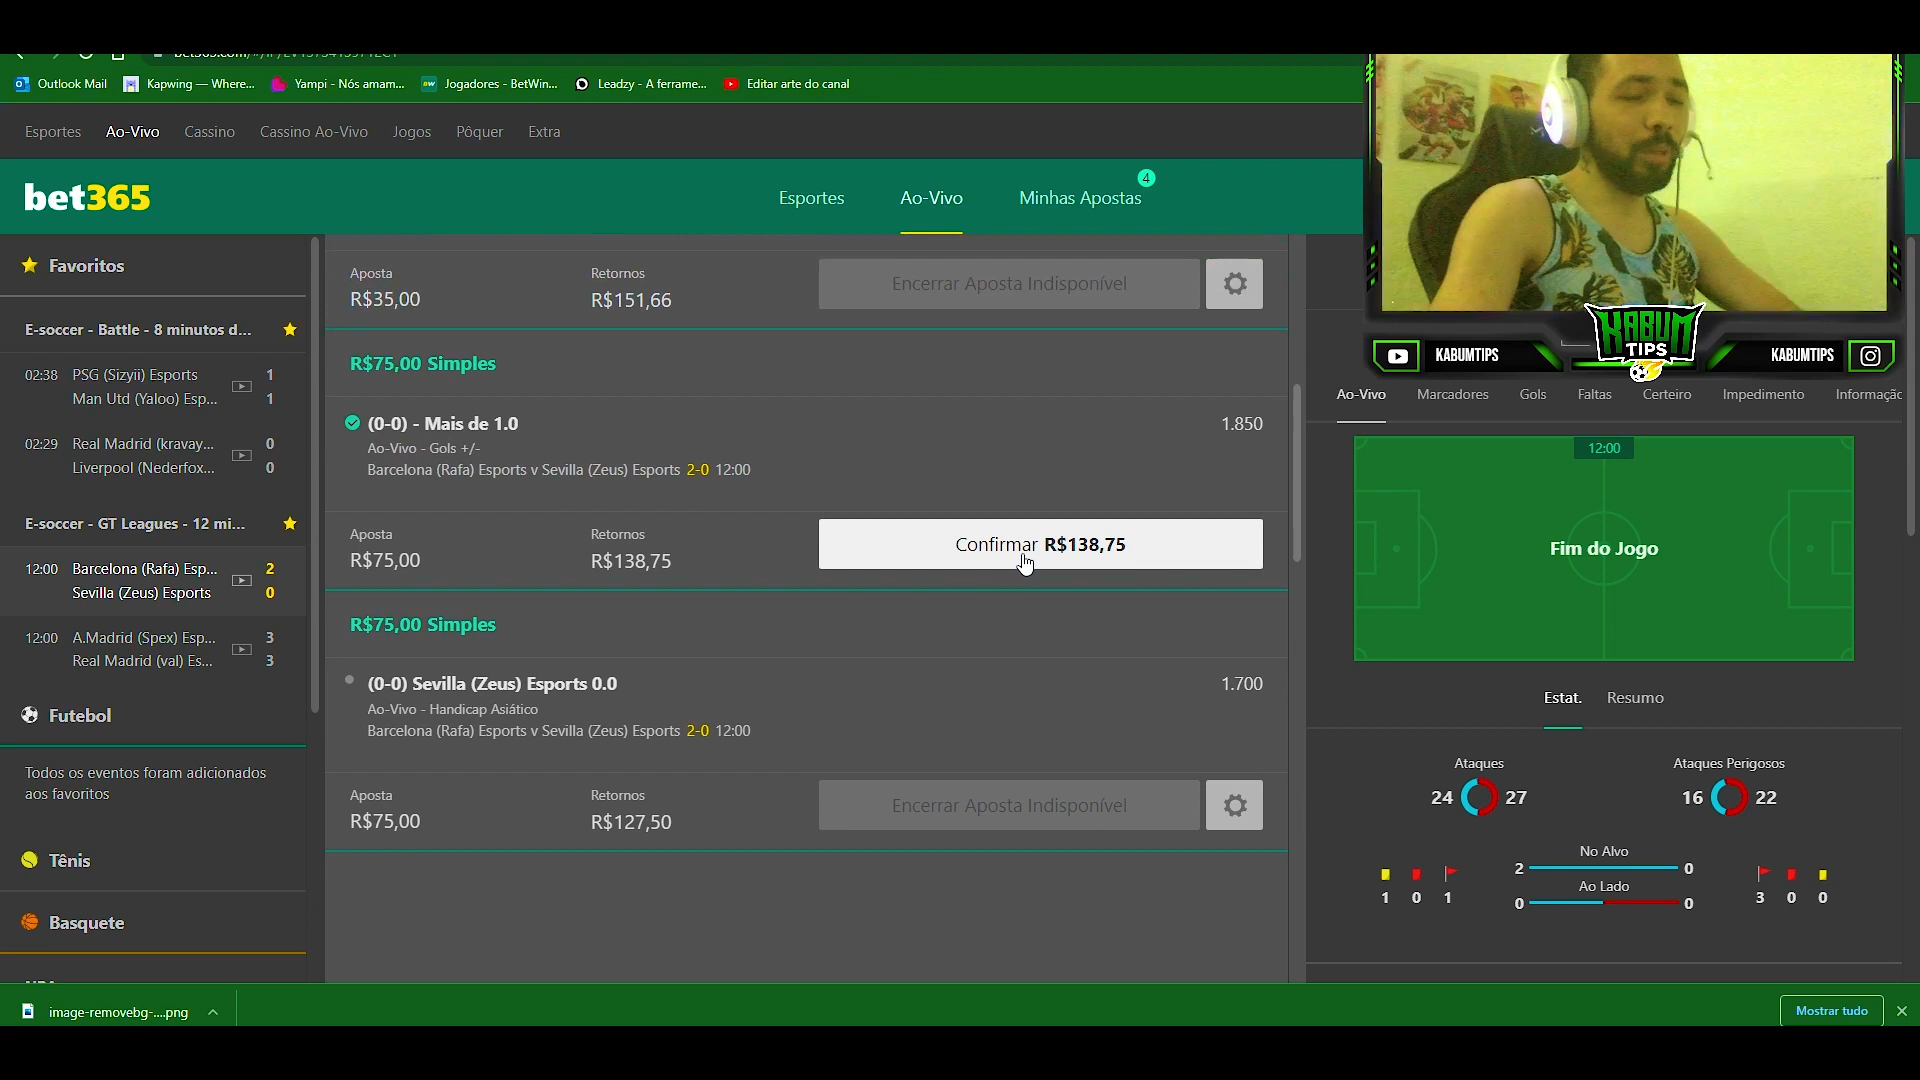 Outlook Mail
Kapwing — Where...
Yampi - Nós amam...
Jogadores - BetWin...
Leadzy - A ferrame...
Editar arte do canal
Esportes
Ao-Vivo
Cassino
Cassino Ao-Vivo
Jogos
Pôquer
Extra
bet365
Esportes
Ao-Vivo
Minhas Apostas
4
Favoritos
E-soccer - Battle - 8 minutos d...
02:38 PSG (Sizyii) Esports 1
Man Utd (Yaloo) Esp... 1
02:29 Real Madrid (kravay... 0
Liverpool (Nederfox... 0
E-soccer - GT Leagues - 12 mi...
12:00 Barcelona (Rafa) Esp... 2
Sevilla (Zeus) Esports 0
12:00 A.Madrid (Spex) Esp... 3
Real Madrid (val) Es... 3
Futebol
Todos os eventos foram adicionados
aos favoritos
Tênis
Basquete
Aposta
R$35,00
Retornos
R$151,66
Encerrar Aposta Indisponível
R$75,00 Simples
(0-0) - Mais de 1.0 1.850
Ao-Vivo - Gols +/-
Barcelona (Rafa) Esports v Sevilla (Zeus) Esports 2-0 12:00
Aposta
R$75,00
Retornos
R$138,75
Confirmar R$138,75
R$75,00 Simples
(0-0) Sevilla (Zeus) Esports 0.0 1.700
Ao-Vivo - Handicap Asiático
Barcelona (Rafa) Esports v Sevilla (Zeus) Esports 2-0 12:00
Aposta
R$75,00
Retornos
R$127,50
Encerrar Aposta Indisponível
KABUMTIPS
KABUM
TIPS
KABUMTIPS
Ao-Vivo
Marcadores
Gols
Faltas
Certeiro
Impedimento
Informaçã
12:00
Fim do Jogo
Estat.
Resumo
Ataques
24 27
Ataques Perigosos
16 22
No Alvo
2 0
Ao Lado
0 0
1 0 1
3 0 0
image-removebg-....png
Mostrar tudo